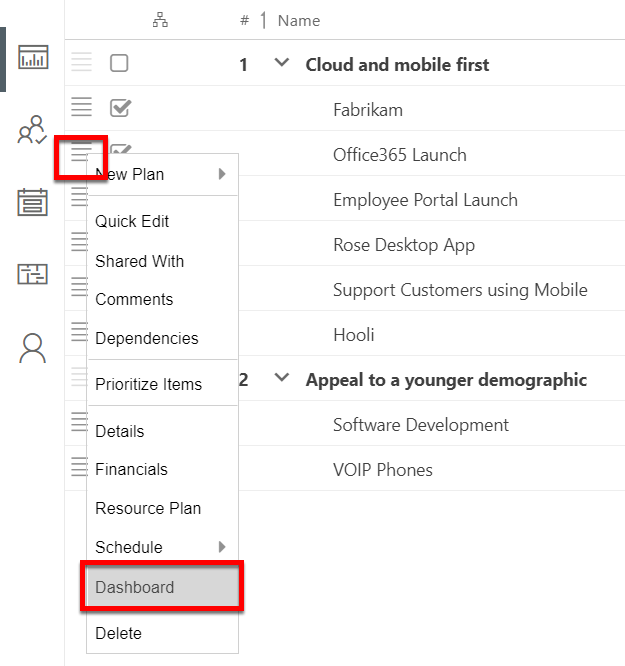 # Name
1 Cloud and mobile first
Fabrikam
Office365 Launch
Employee Portal Launch
Rose Desktop App
Support Customers using Mobile
Hooli
2 Appeal to a younger demographic
Software Development
VOIP Phones
New Plan
Quick Edit
Shared With
Comments
Dependencies
Prioritize Items
Details
Financials
Resource Plan
Schedule
Dashboard
Delete